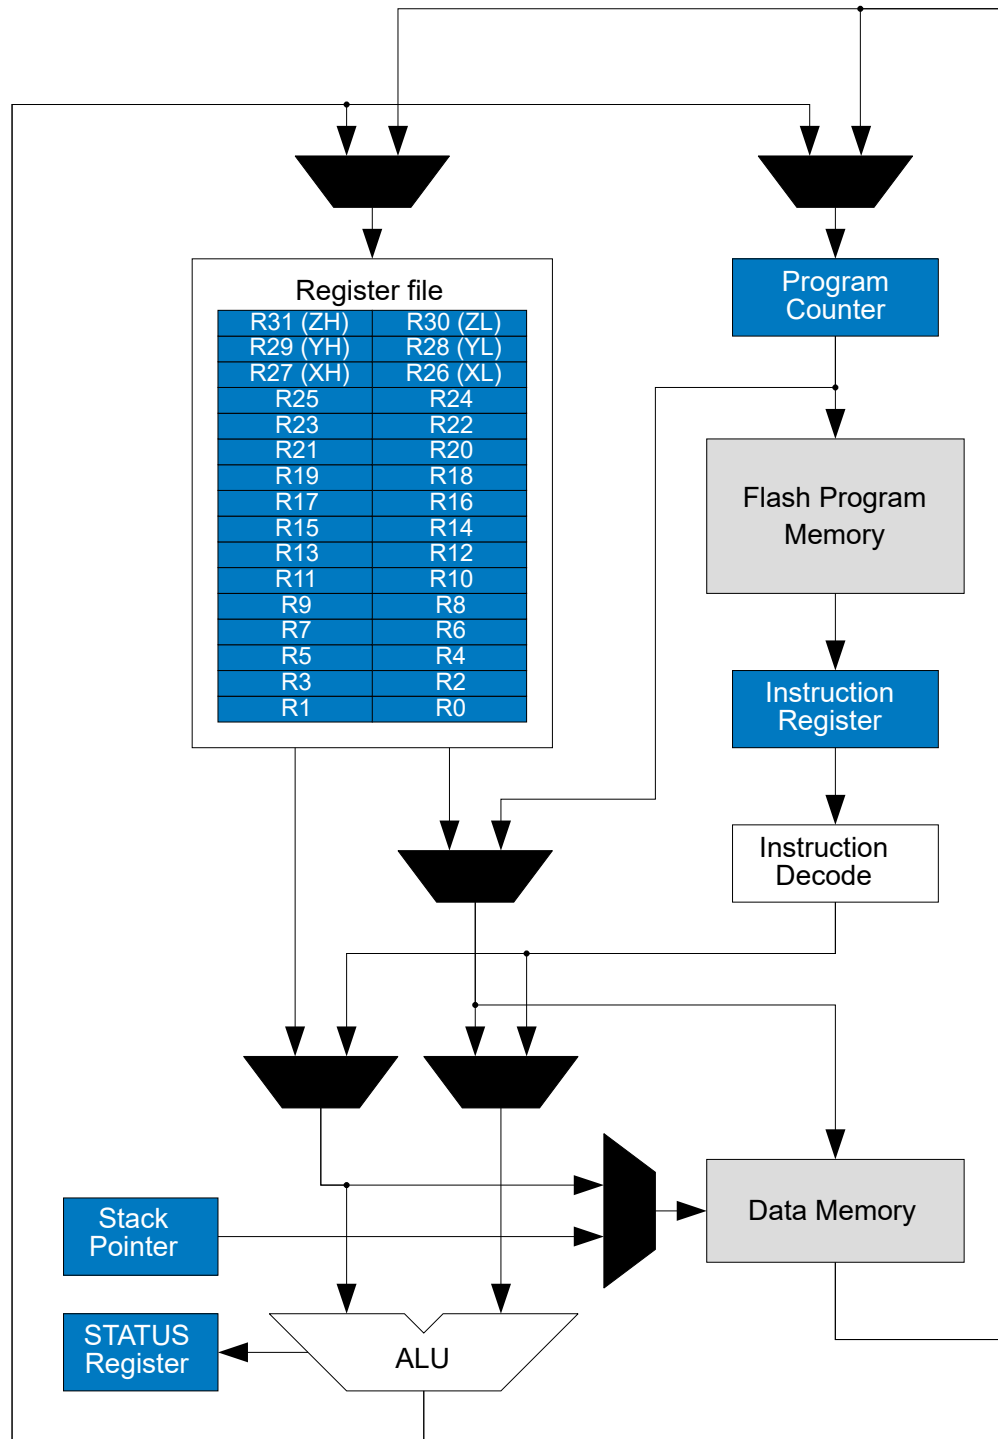 Register file
R31 (ZH) R30 (ZL)
R29 (YH) R28 (YL)
R27 (XH) R26 (XL)
R25 R24
R23 R22
R21 R20
R19 R18
R17 R16
R15 R14
R13 R12
R11 R10
R9 R8
R7 R6
R5 R4
R3 R2
R1 R0
Program
Counter
Flash Program
Memory
Instruction
Register
Instruction
Decode
Stack
Pointer
Data Memory
STATUS
Register
ALU